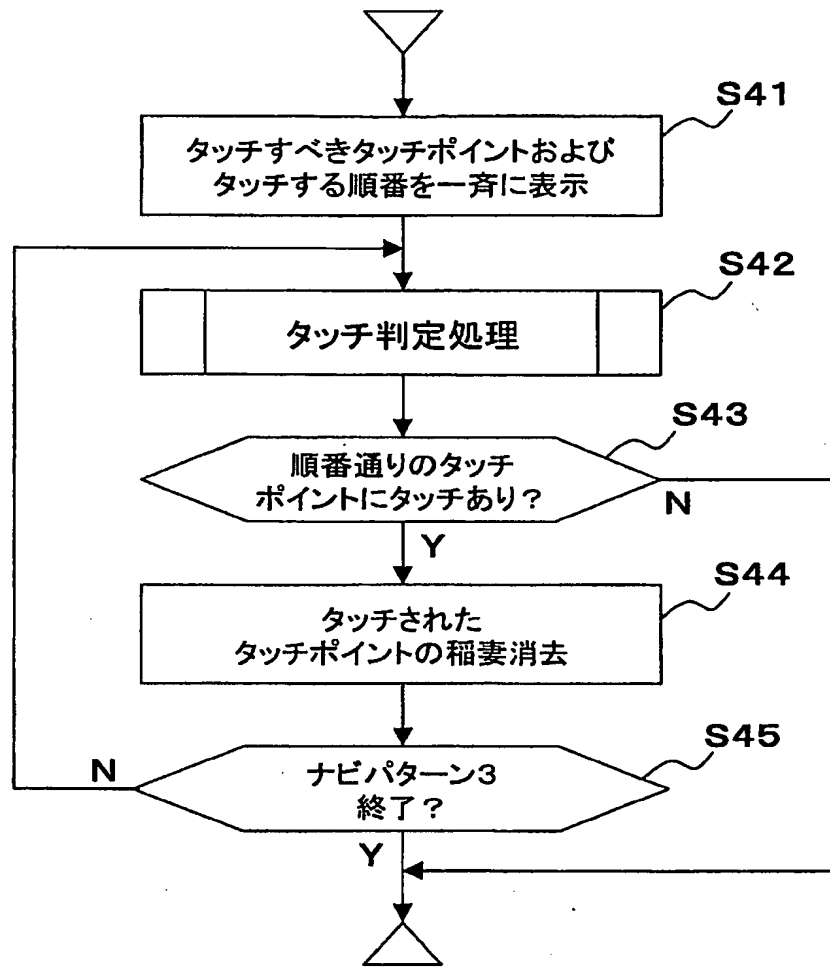 S41
タッチすべきタッチポイントおよび
タッチする順番を一斉に表示
S42
タッチ判定処理
S43
順番通りのタッチ
ポイントにタッチあり？
N
Y
S44
タッチされた
タッチポイントの稲妻消去
S45
N
ナビパターン３
終了？
Y